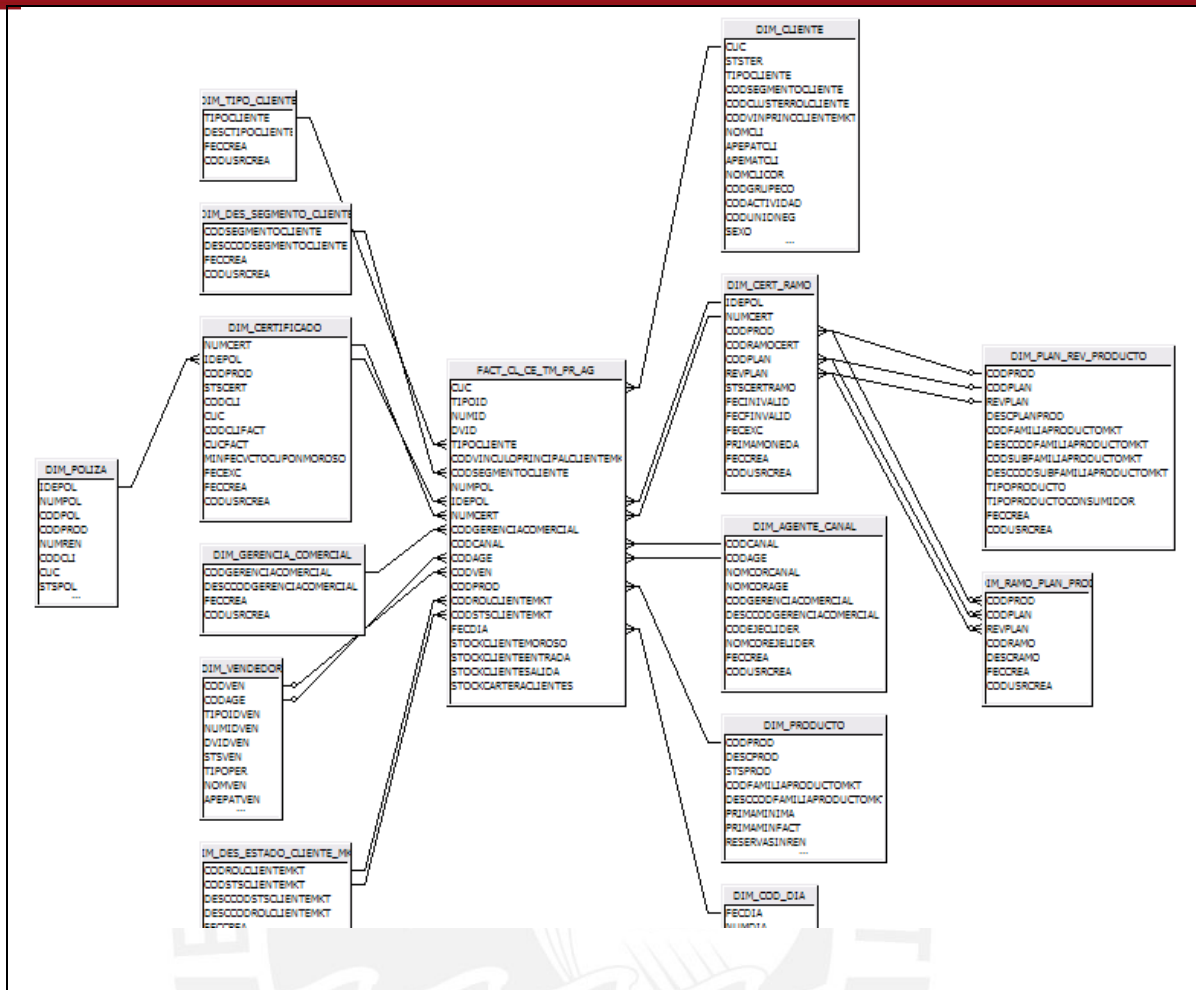 DIM_TIPO_CLIENTE
TIPOCLIENTE
DESCTIPOCLIENTE
FECCREA
CODUSRCREA
DIM_DES_SEGMENTO_CLIENTE
CODSEGMENTOCLIENTE
DESCCODSEGMENTOCLIENTE
FECCREA
CODUSRCREA
DIM_CERTIFICADO
NUMCERT
IDEPOL
CODPROD
STSCERT
CODCLI
CUC
CODCLIFACT
CUCFACT
MINFECVCTOCUPONMOROSO
FECEXC
FECCREA
CODUSRCREA
DIM_POLIZA
IDEPOL
NUMPOL
CODPOL
CODPROD
NUMREN
CODCLI
CUC
STSPOL
...
DIM_GERENCIA_COMERCIAL
CODGERENCIACOMERCIAL
DESCCODGERENCIACOMERCIAL
FECCREA
CODUSRCREA
DIM_VENDEDOR
CODVEN
CODAGE
TIPOIDVEN
NUMIDVEN
DVIDVEN
STSVEN
TIPOPER
NOMVEN
APEPATVEN
...
IM_DES_ESTADO_CLIENTE_MK
CODROLCLIENTEMKT
CODSTSCLIENTEMKT
DESCCODSTSCLIENTEMKT
DESCCODROLCLIENTEMKT
FECCREA
FACT_CL_CE_TM_PR_AG
CUC
TIPOID
NUMID
DVID
TIPOCLIENTE
CODVINCULOPRINCIPALCLIENTEMK
CODSEGMENTOCLIENTE
NUMPOL
IDEPOL
NUMCERT
CODGERENCIACOMERCIAL
CODCANAL
CODAGE
CODVEN
CODPROD
CODROLCLIENTEMKT
CODSTSCLIENTEMKT
FECDIA
STOCKCLIENTEMOROSO
STOCKCLIENTEENTRADA
STOCKCLIENTESALIDA
STOCKCARTERACLIENTES
DIM_CLIENTE
CUC
STSTER
TIPOCLIENTE
CODSEGMENTOCLIENTE
CODCLUSTERROLCLIENTE
CODVINPRINCCLIENTEMKT
NOMCLI
APEPATCLI
APEMATCLI
NOMCLICOR
CODGRUPECO
CODACTIVIDAD
CODUNIDNEG
SEXO
...
DIM_CERT_RAMO
IDEPOL
NUMCERT
CODPROD
CODRAMOCERT
CODPLAN
REVPLAN
STSCERTRAMO
FECINIVALID
FECFINVALID
FECEXC
PRIMAMONEDA
FECCREA
CODUSRCREA
DIM_AGENTE_CANAL
CODCANAL
CODAGE
NOMCORCANAL
NOMCORAGE
CODGERENCIACOMERCIAL
DESCCODGERENCIACOMERCIAL
CODEJECLIDER
NOMCOREJELIDER
FECCREA
CODUSRCREA
DIM_PRODUCTO
CODPROD
DESCPROD
STSPROD
CODFAMILIAPRODUCTOMKT
DESCCODFAMILIAPRODUCTOMK
PRIMAMINIMA
PRIMAMINFACT
RESERVASINREN
...
DIM_COD_DIA
FECDIA
NUMDIA
DIM_PLAN_REV_PRODUCTO
CODPROD
CODPLAN
REVPLAN
DESCPLANPROD
CODFAMILIAPRODUCTOMKT
DESCCODFAMILIAPRODUCTOMKT
CODSUBFAMILIAPRODUCTOMKT
DESCCODSUBFAMILIAPRODUCTOMKT
TIPOPRODUCTO
TIPOPRODUCTOCONSUMIDOR
FECCREA
CODUSRCREA
IM_RAMO_PLAN_PROD
CODPROD
CODPLAN
REVPLAN
CODRAMO
DESCRAMO
FECCREA
CODUSRCREA